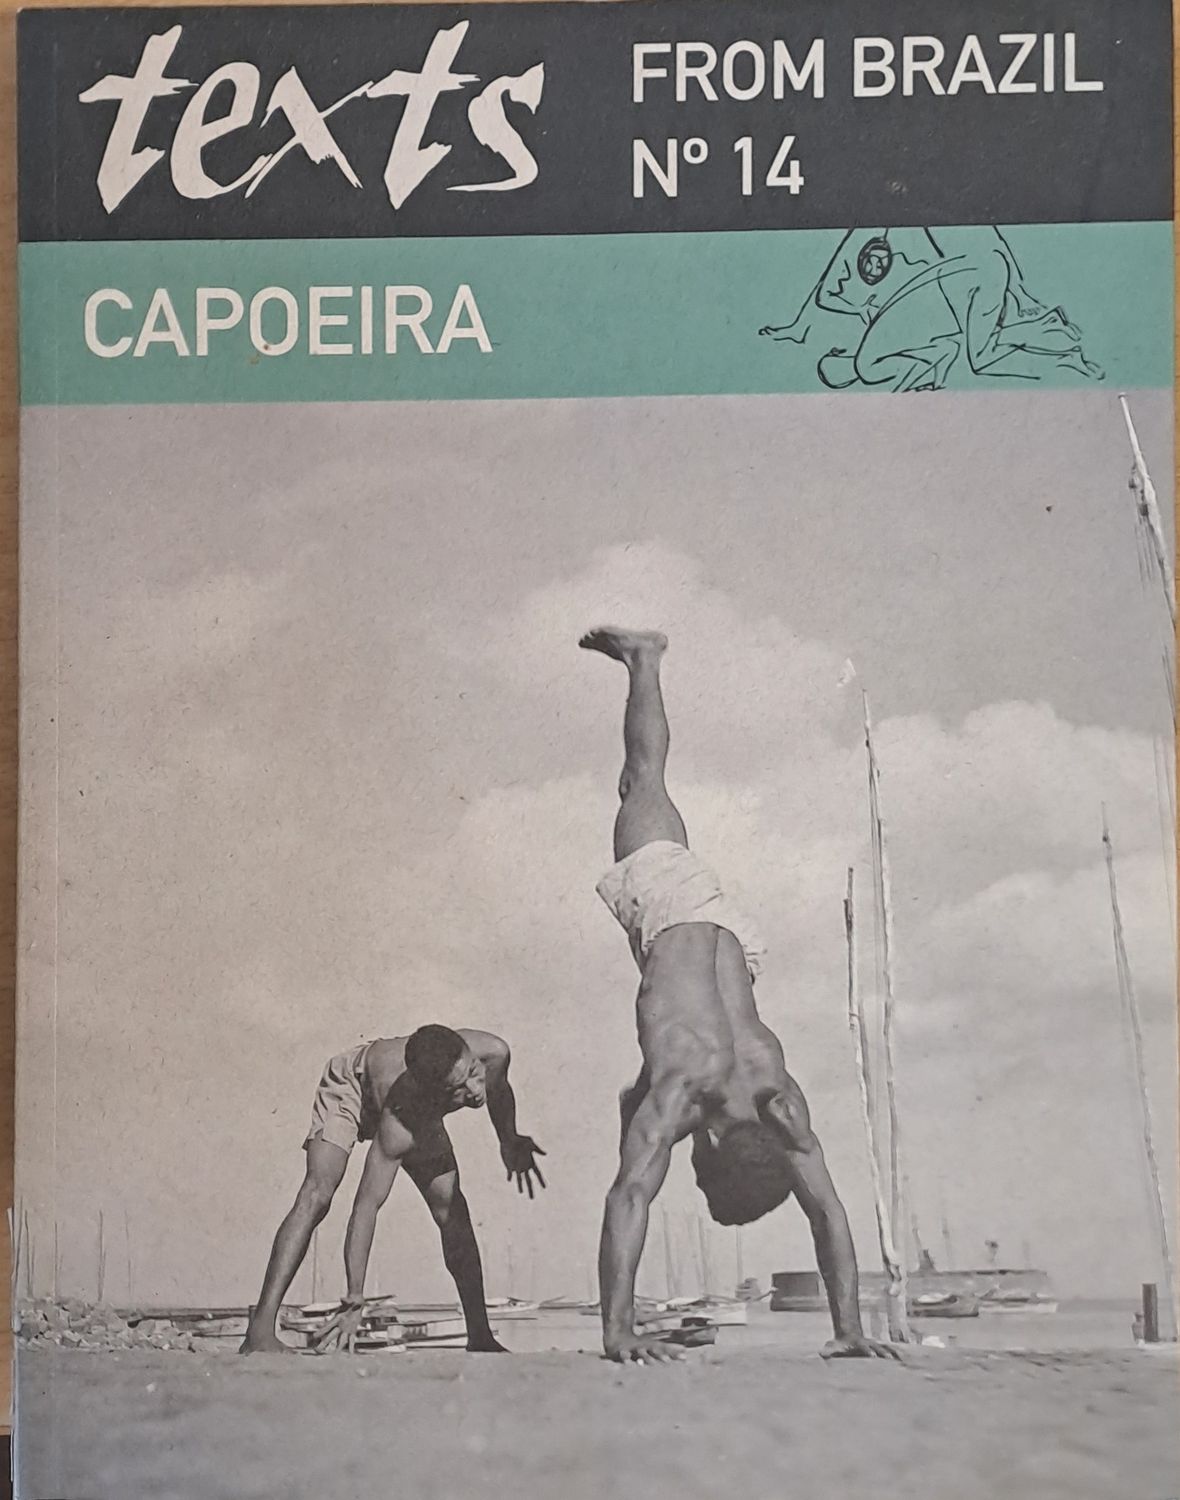 texts
FROM BRAZIL
Nº 14
CAPOEIRA